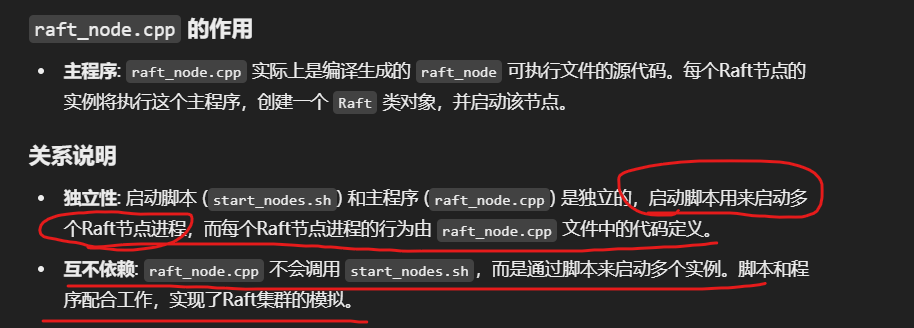 raft_node.cpp 的作用
• 主程序: raft_node.cpp 实际上是编译生成的 raft_node 可执行文件的源代码。每个Raft节点的
实例将执行这个主程序，创建一个 Raft 类对象，并启动该节点。
关系说明
• 独立性: 启动脚本 (start_nodes.sh) 和主程序 (raft_node.cpp) 是独立的，启动脚本用来启动多
个Raft节点进程，而每个Raft节点进程的行为由 raft_node.cpp 文件中的代码定义。
• 互不依赖: raft_node.cpp 不会调用 start_nodes.sh，而是通过脚本来启动多个实例。脚本和程
序配合工作，实现了Raft集群的模拟。